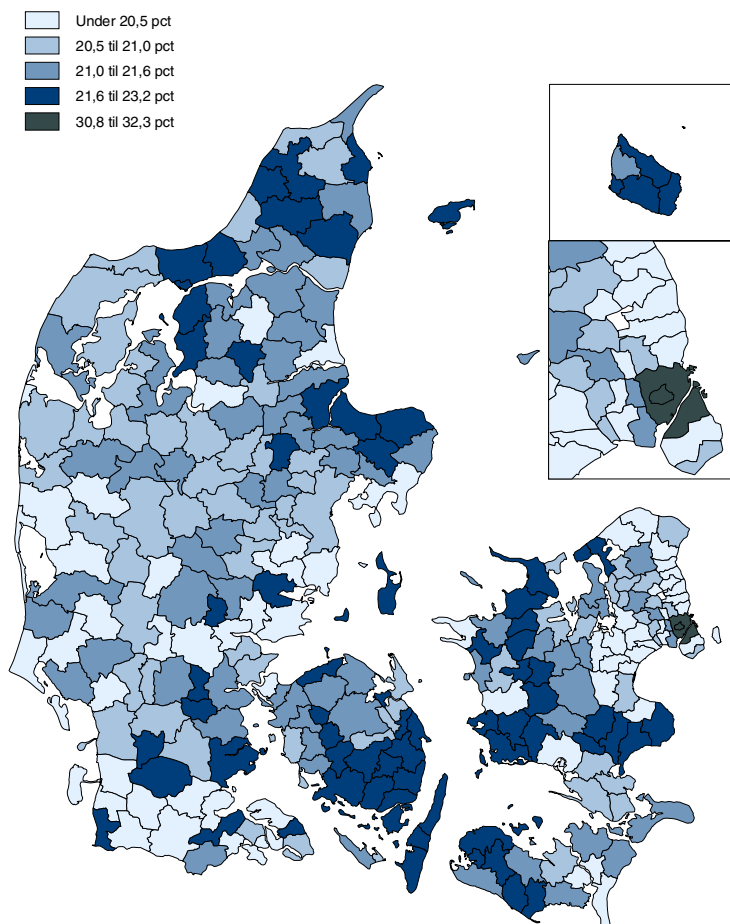 Under 20,5 pct
20,5 til 21,0 pct
21,0 til 21,6 pct
21,6 til 23,2 pct
30,8 til 32,3 pct